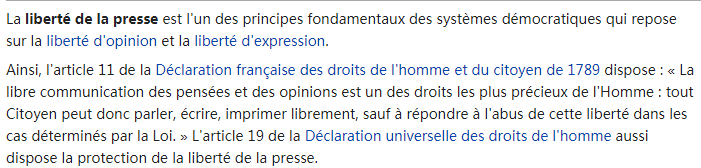 La liberté de la presse est l'un des principes fondamentaux des systèmes démocratiques qui repose
sur la liberté d'opinion et la liberté d'expression.
Ainsi, l'article 11 de la Déclaration française des droits de l'homme et du citoyen de 1789 dispose : « La
libre communication des pensées et des opinions est un des droits les plus précieux de l'Homme : tout
Citoyen peut donc parler, écrire, imprimer librement, sauf à répondre à l'abus de cette liberté dans les
cas déterminés par la Loi. » L'article 19 de la Déclaration universelle des droits de l'homme aussi
dispose la protection de la liberté de la presse.